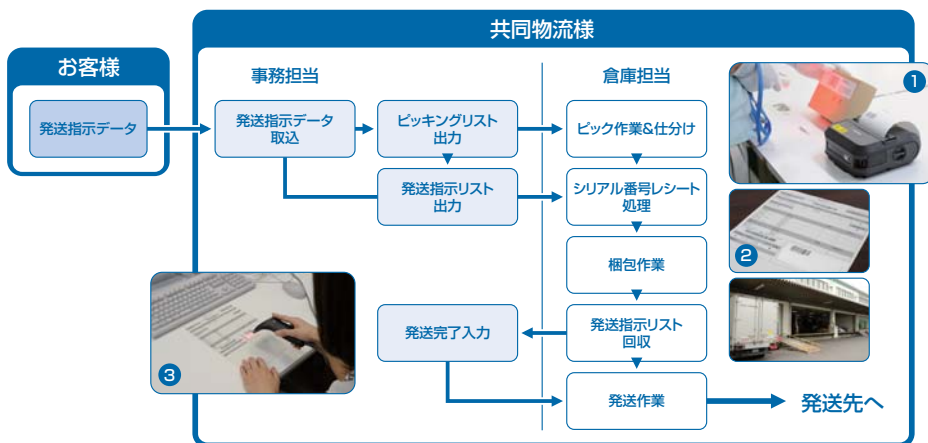 共同物流様
お客様
事務担当
倉庫担当
発送指示データ
発送指示データ
取込
ピッキングリスト
出力
ピック作業&仕分け
発送指示リスト
出力
シリアル番号レシート
処理
梱包作業
発送完了入力
発送指示リスト
回収
発送作業
発送先へ
1
2
3